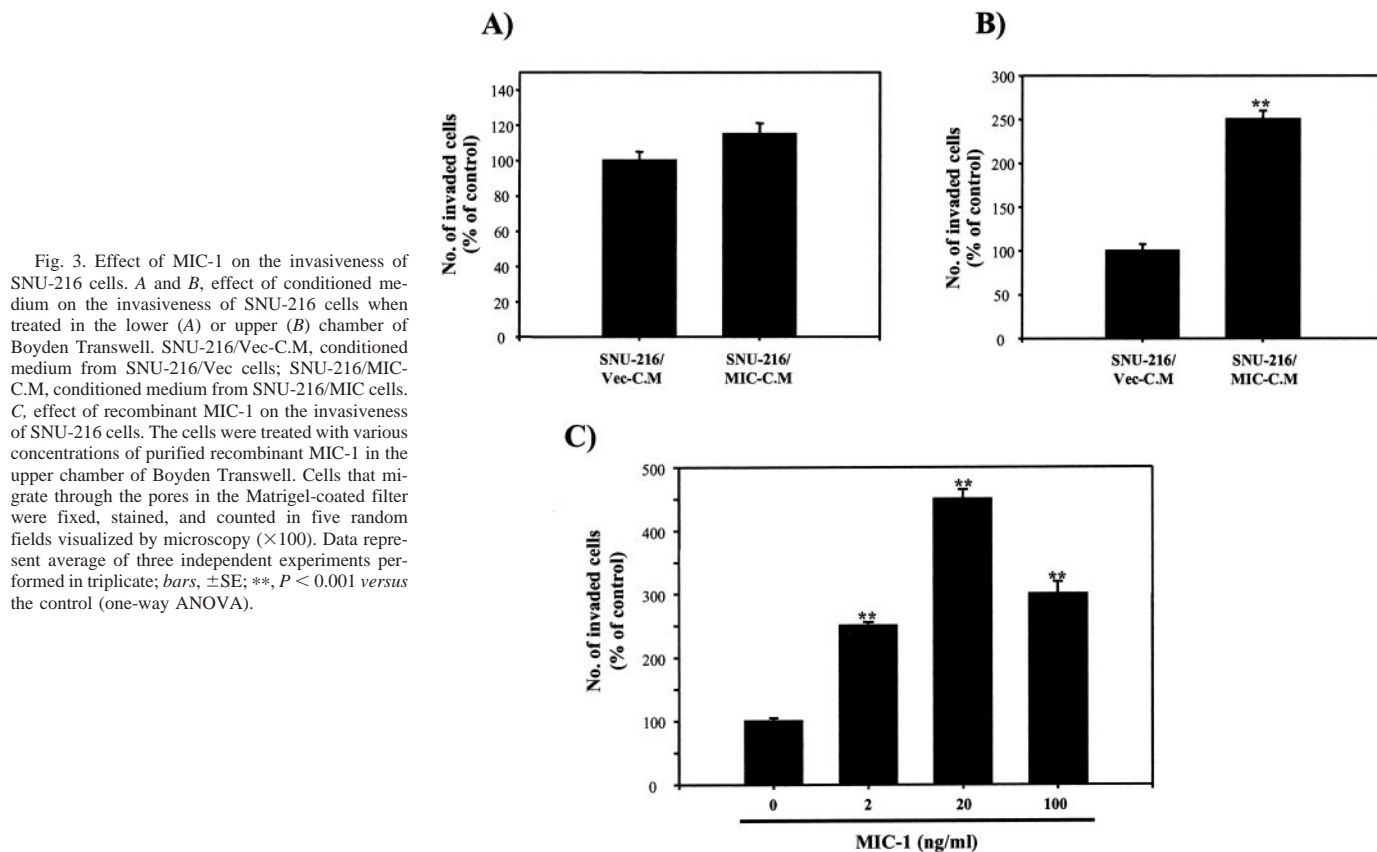 Fig. 3. Effect of MIC-1 on the invasiveness of
SNU-216 cells. A and B, effect of conditioned me-
dium on the invasiveness of SNU-216 cells when
treated in the lower (A) or upper (B) chamber of
Boyden Transwell. SNU-216/Vec-C.M, conditioned
medium from SNU-216/Vec cells; SNU-216/MIC-
C.M, conditioned medium from SNU-216/MIC cells.
C, effect of recombinant MIC-1 on the invasiveness
of SNU-216 cells. The cells were treated with various
concentrations of purified recombinant MIC-1 in the
upper chamber of Boyden Transwell. Cells that mi-
grate through the pores in the Matrigel-coated filter
were fixed, stained, and counted in five random
fields visualized by microscopy (×100). Data repre-
sent average of three independent experiments per-
formed in triplicate; bars, ±SE; **, P < 0.001 versus
the control (one-way ANOVA).
A)
No. of invaded cells
(% of control)
140
120
100
80
60
40
20
0
SNU-216/
Vec-C.M
SNU-216/
MIC-C.M
B)
No. of invaded cells
(% of control)
300
250
200
150
100
50
0
**
SNU-216/
Vec-C.M
SNU-216/
MIC-C.M
C)
No. of invaded cells
(% of control)
500
400
300
200
100
0
**
**
**
0 2 20 100
MIC-1 (ng/ml)